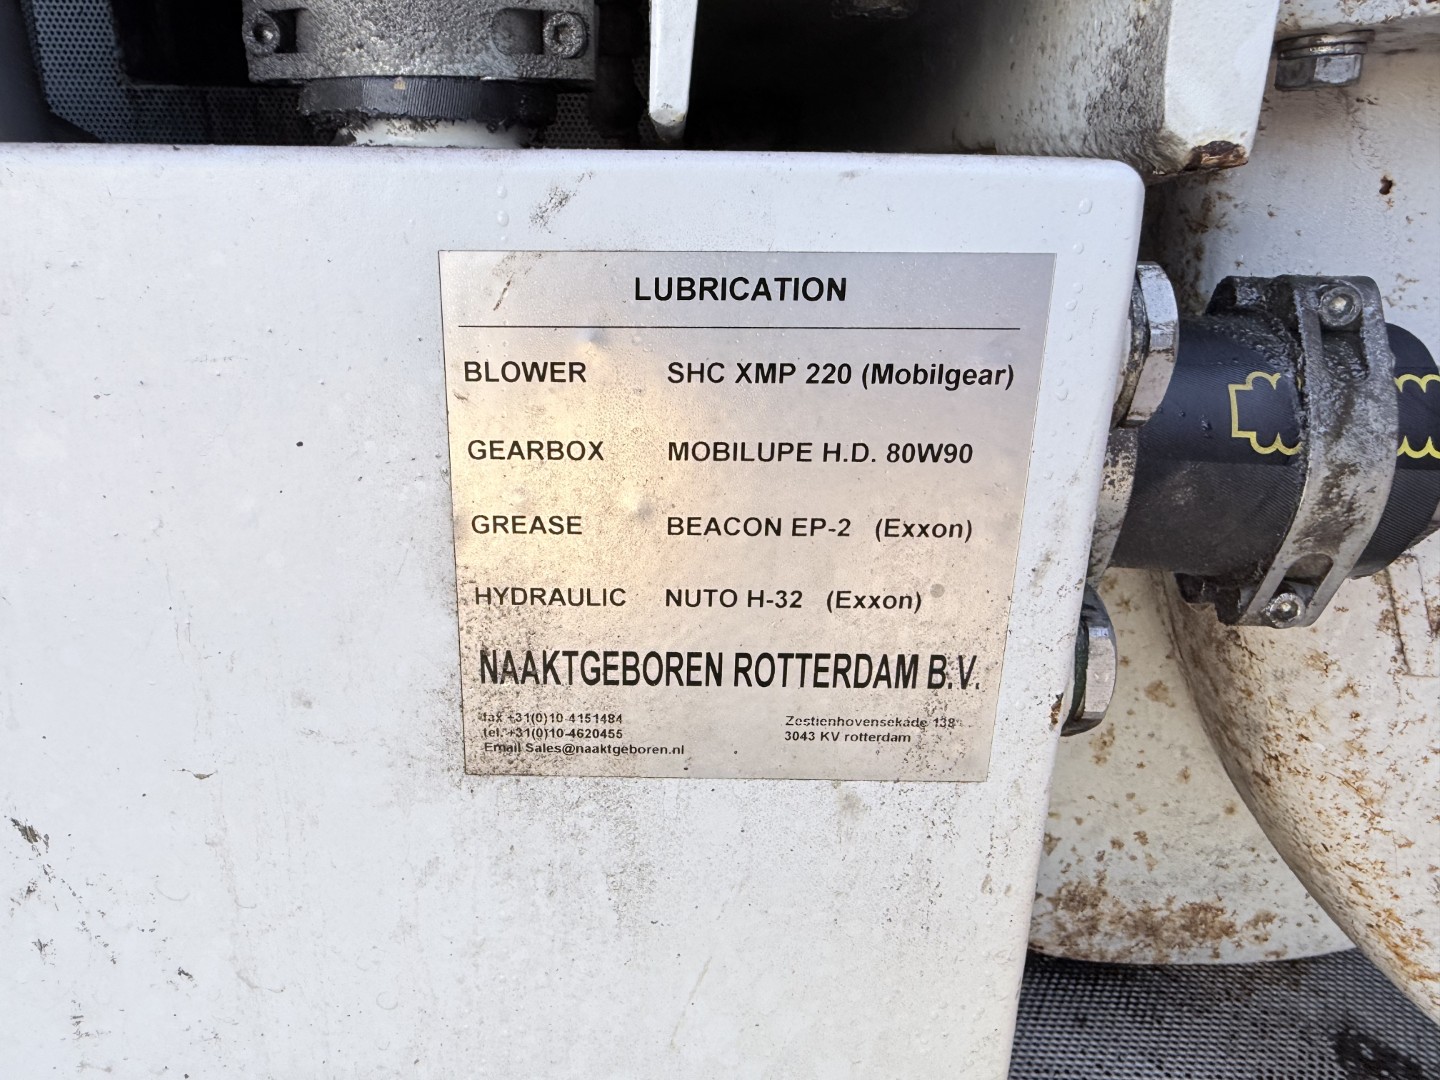 LUBRICATION
BLOWER SHC XMP 220 (Mobilgear)
GEARBOX MOBILUPE H.D. 80W90
GREASE BEACON EP-2 (Exxon)
HYDRAULIC NUTO H-32 (Exxon)
NAAKTGEBOREN ROTTERDAM B.V.
fax +31(0)10-4151484
tel. +31(0)10-4620455
Email Sales@naaktgeboren.nl
Zestienhovensekade 138
3043 KV rotterdam